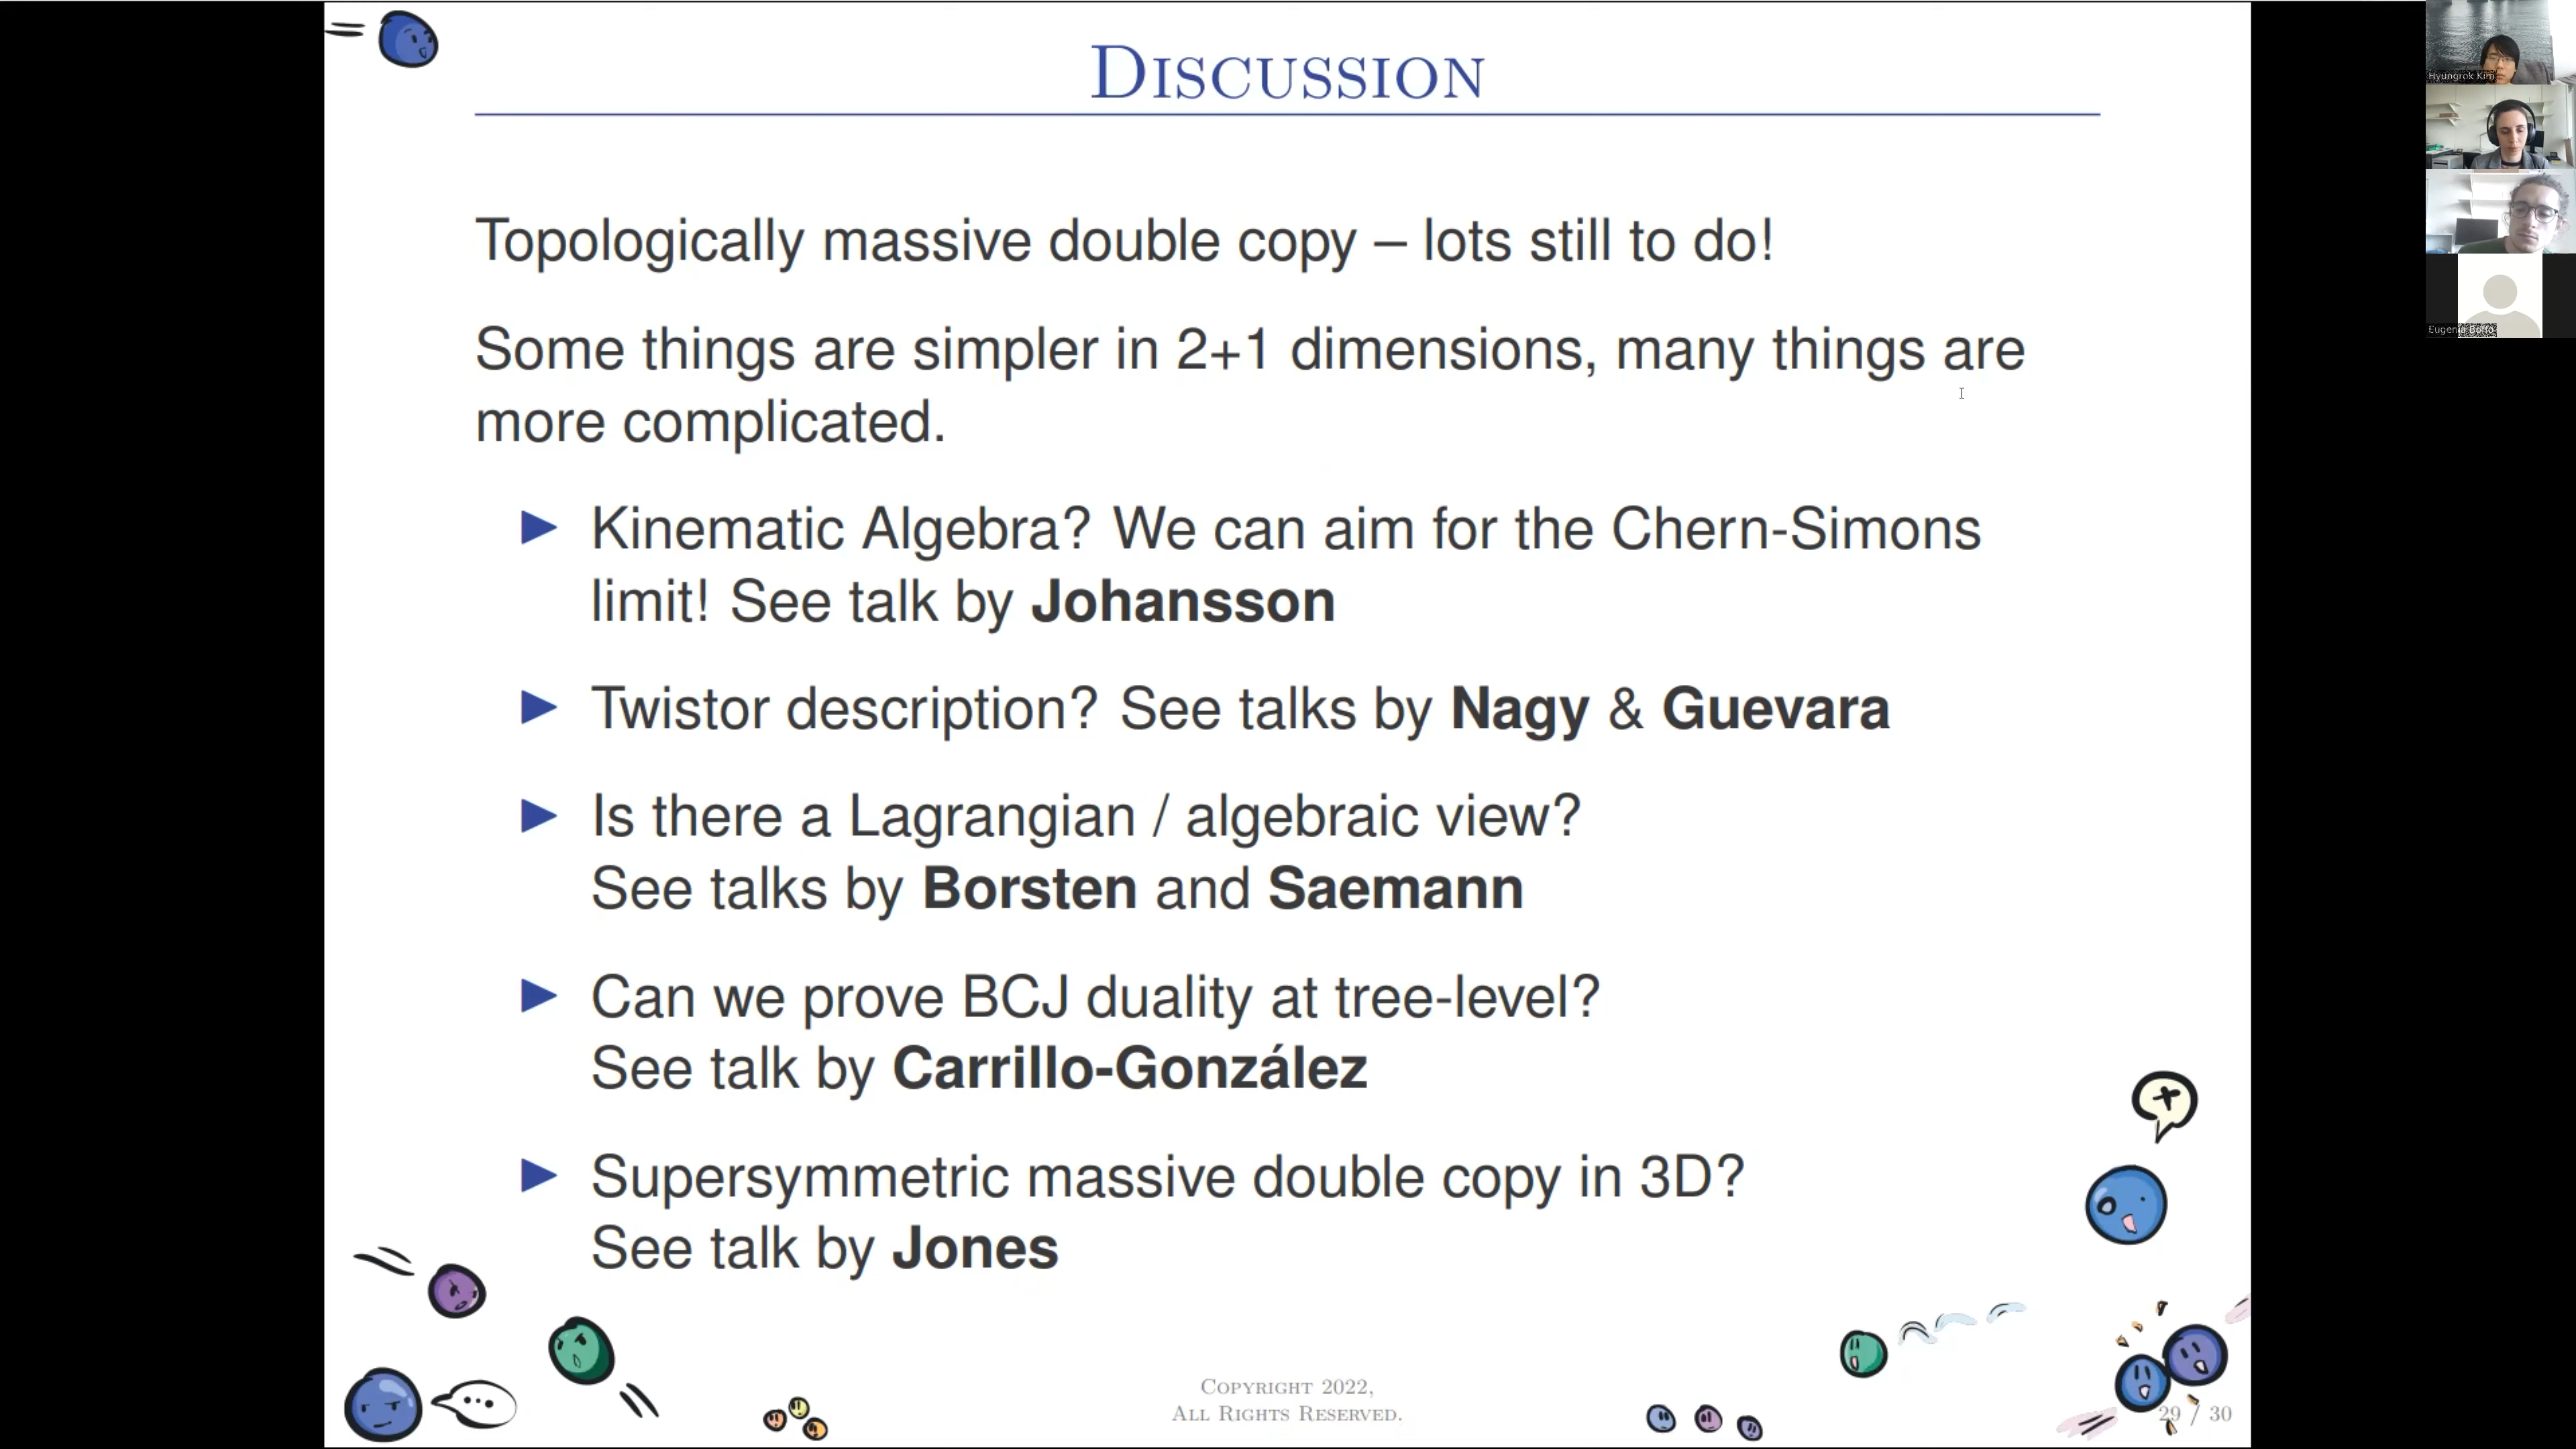 DISCUSSION
Hyungrok Kim
Topologically massive double copy – lots still to do!
Some things are simpler in 2+1 dimensions, many things are
more complicated.
► Kinematic Algebra? We can aim for the Chern-Simons
limit! See talk by Johansson
► Twistor description? See talks by Nagy & Guevara
► Is there a Lagrangian / algebraic view?
See talks by Borsten and Saemann
► Can we prove BCJ duality at tree-level?
See talk by Carrillo-González
► Supersymmetric massive double copy in 3D?
See talk by Jones
Eugenia Boffo
COPYRIGHT 2022,
ALL RIGHTS RESERVED.
29 / 30